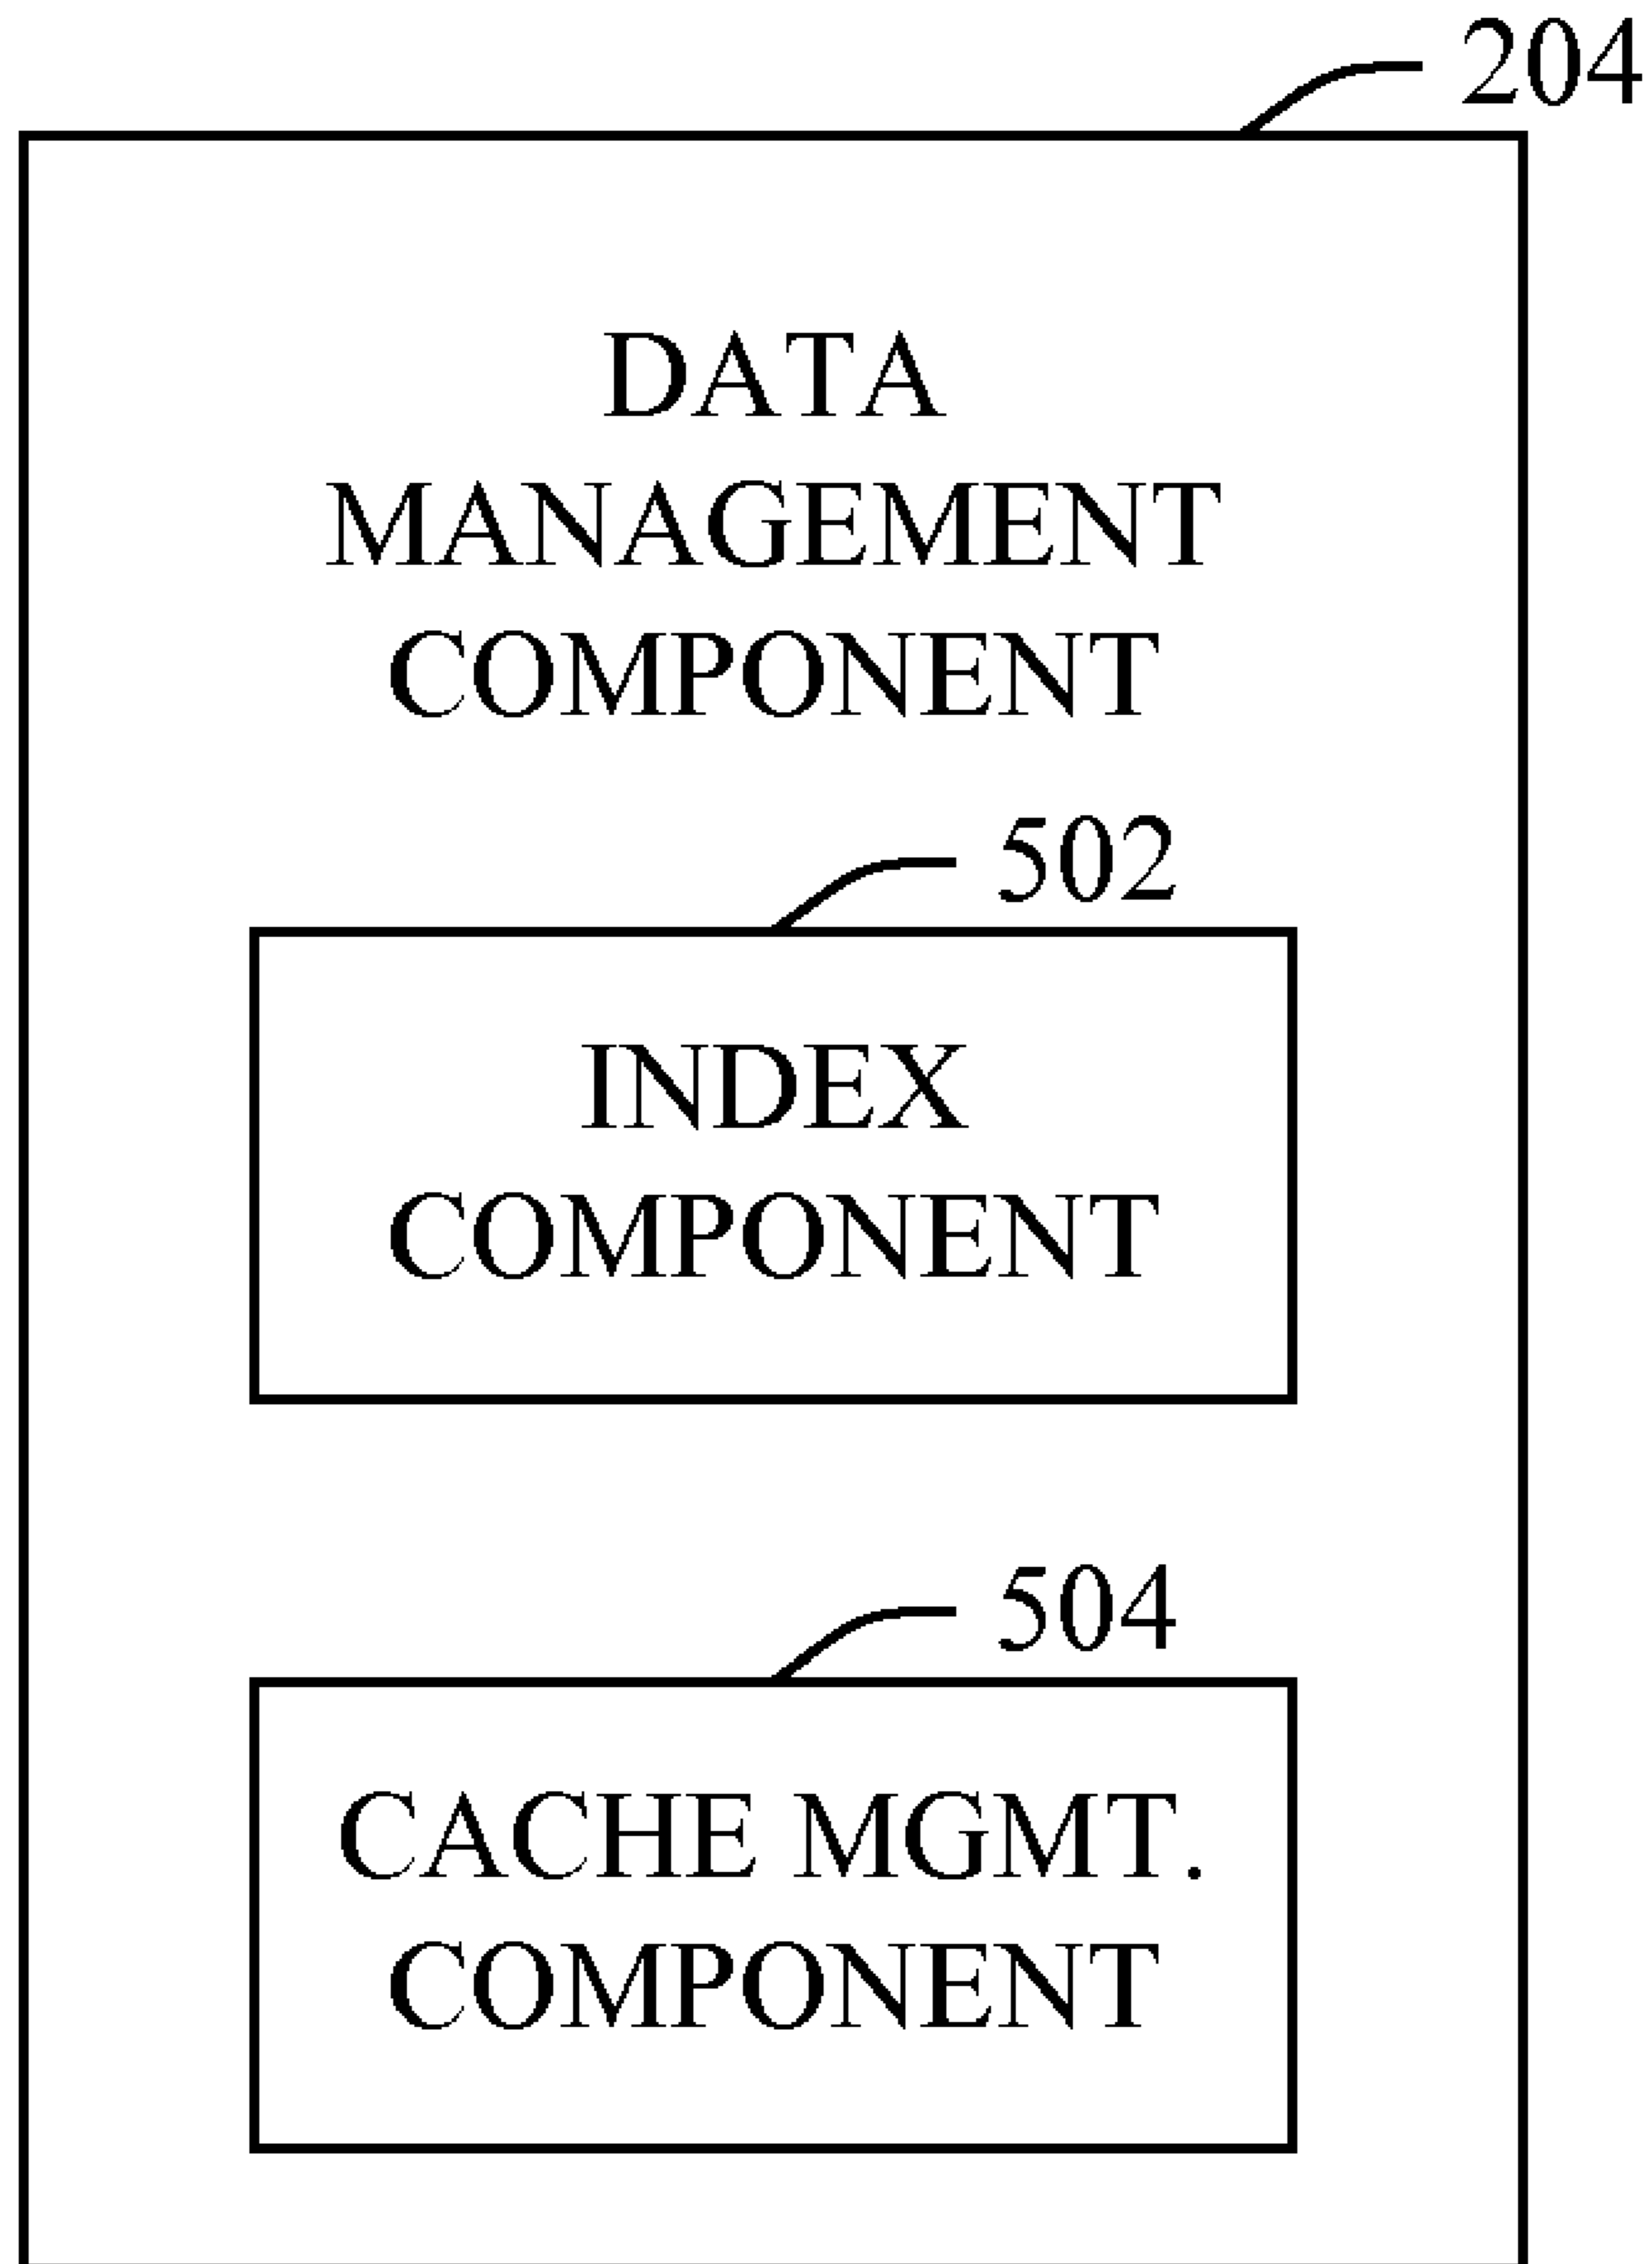 204
DATA
MANAGEMENT
COMPONENT
502
INDEX
COMPONENT
504
CACHE MGMT.
COMPONENT